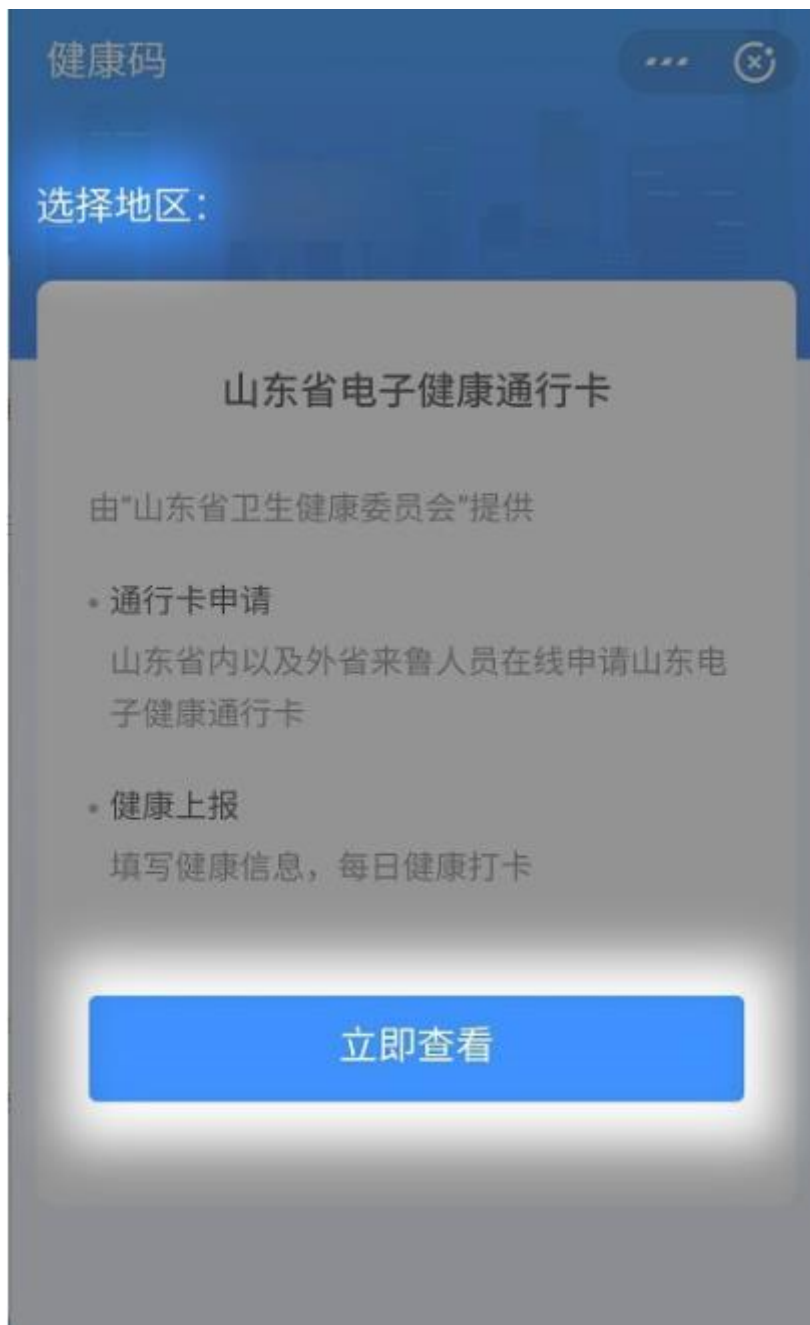 健康码
选择地区：
山东省电子健康通行卡
由"山东省卫生健康委员会"提供
• 通行卡申请
山东省内以及外省来鲁人员在线申请山东电
子健康通行卡
• 健康上报
填写健康信息，每日健康打卡
立即查看